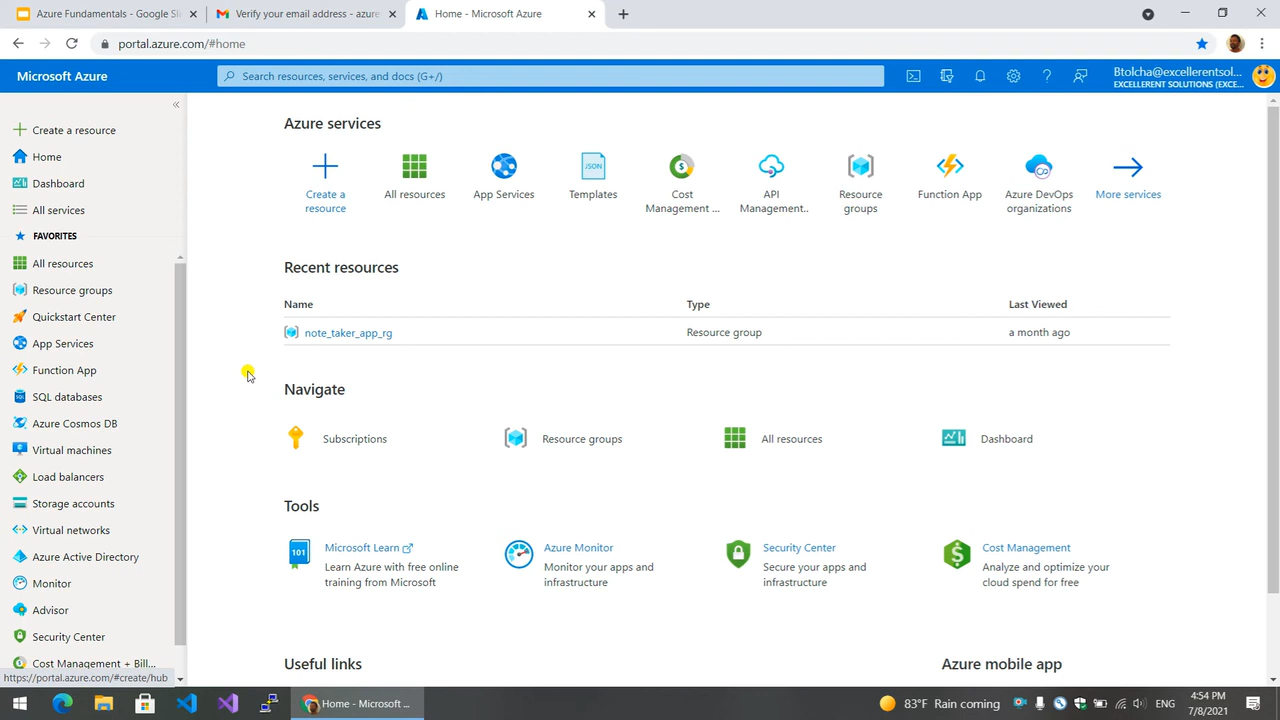 Azure Fundamentals - Google Sli
Verify your email address - azure
Home - Microsoft Azure
portal.azure.com/#home
Microsoft Azure
Search resources, services, and docs (G+/)
Btolcha@excellerentsol...
EXCELLERENT SOLUTIONS (EXCE...
Create a resource
Home
Dashboard
All services
FAVORITES
All resources
Resource groups
Quickstart Center
App Services
Function App
SQL databases
Azure Cosmos DB
Virtual machines
Load balancers
Storage accounts
Virtual networks
Azure Active Directory
Monitor
Advisor
Security Center
Cost Management + Bill...
https://portal.azure.com/#create/hub
Azure services
Create a
resource
All resources
App Services
JSON
Templates
Cost
Management ...
API
Management...
Resource
groups
Function App
Azure DevOps
organizations
More services
Recent resources
Name
Type
Last Viewed
note_taker_app_rg
Resource group
a month ago
Navigate
Subscriptions
Resource groups
All resources
Dashboard
Tools
101
Microsoft Learn
Learn Azure with free online
training from Microsoft
Azure Monitor
Monitor your apps and
infrastructure
Security Center
Secure your apps and
infrastructure
Cost Management
Analyze and optimize your
cloud spend for free
Useful links
Azure mobile app
Home - Microsoft ...
83°F Rain coming
ENG
4:54 PM
7/8/2021